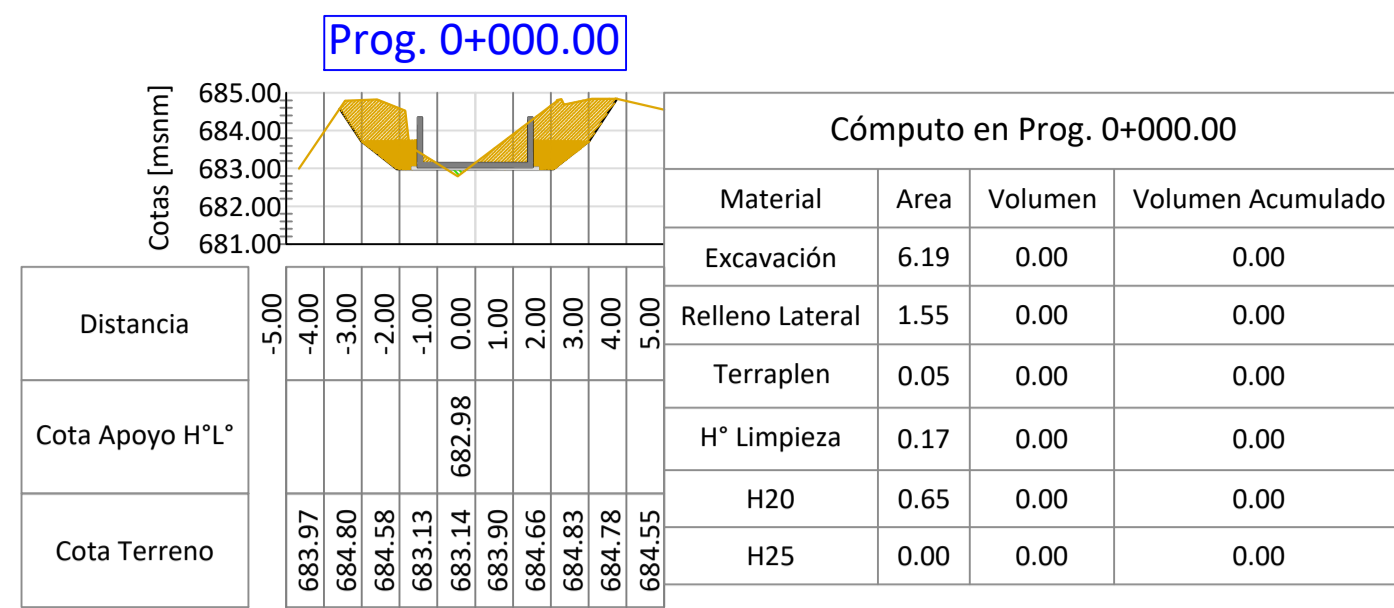 Prog. 0+000.00
Cotas [msnm]
685.00
684.00
683.00
682.00
681.00
Distancia -5.00 -4.00 -3.00 -2.00 -1.00 0.00 1.00 2.00 3.00 4.00 5.00
Cota Apoyo H°L° 682.98
Cota Terreno 683.97 684.80 684.58 683.13 683.14 683.90 684.66 684.83 684.78 684.55
Cómputo en Prog. 0+000.00
Material Area Volumen Volumen Acumulado
Excavación 6.19 0.00 0.00
Relleno Lateral 1.55 0.00 0.00
Terraplen 0.05 0.00 0.00
H° Limpieza 0.17 0.00 0.00
H20 0.65 0.00 0.00
H25 0.00 0.00 0.00